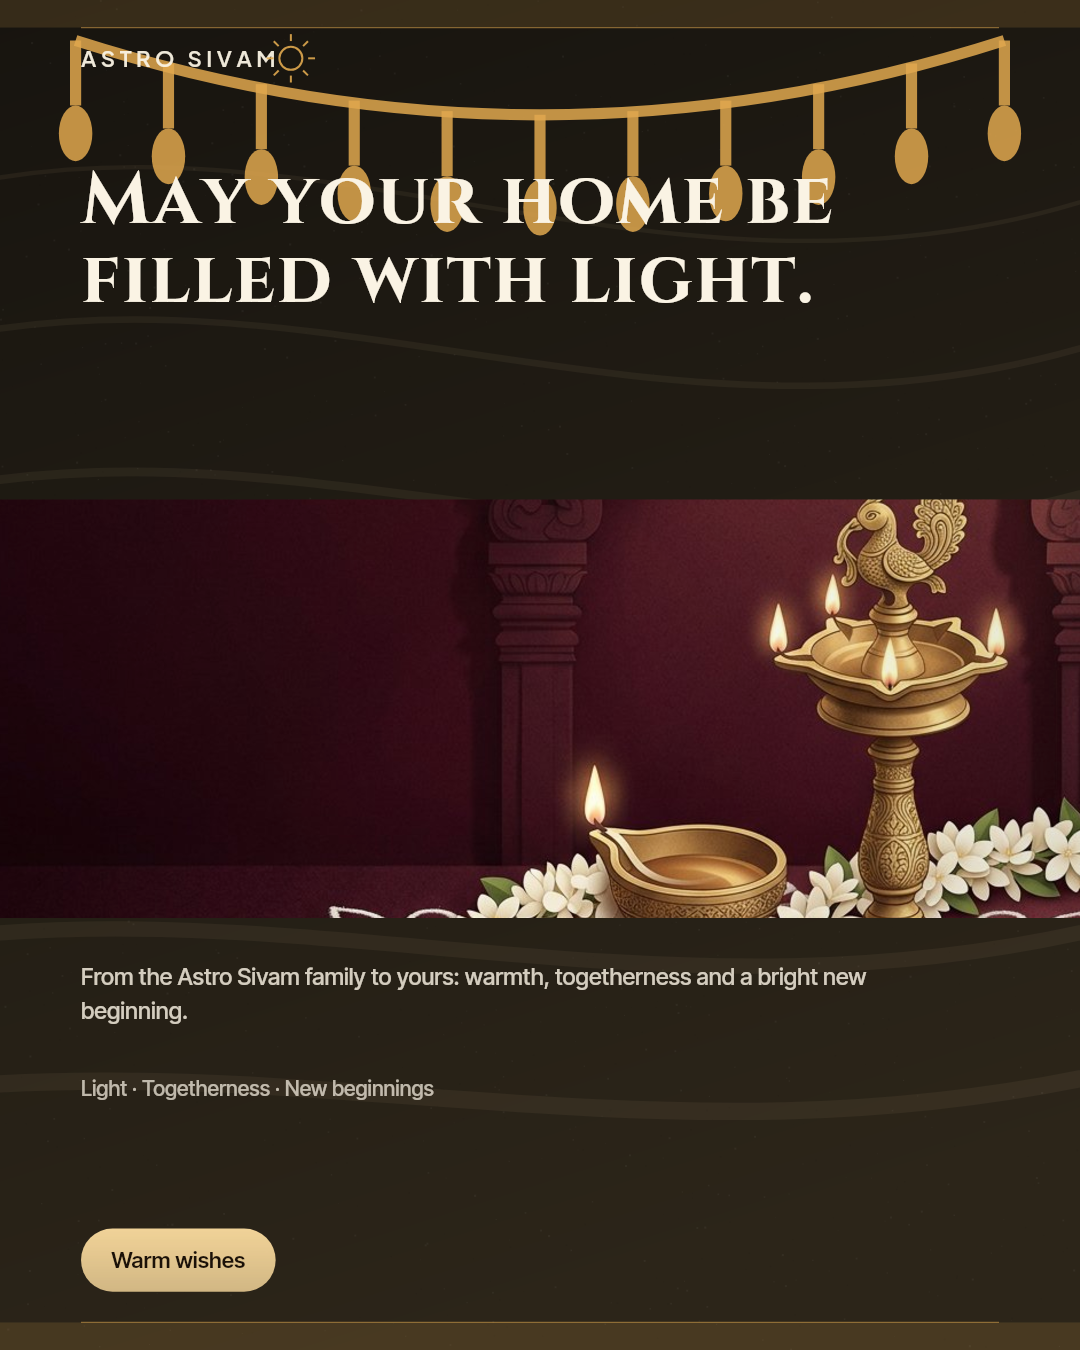 ASTRO SIVAM
MAY YOUR HOME BE
FILLED WITH LIGHT.
From the Astro Sivam family to yours: warmth, togetherness and a bright new
beginning.
Light · Togetherness · New beginnings
Warm wishes